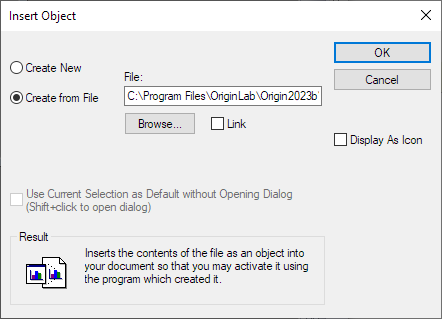 Insert Object
Create New
Create from File
File:
C:\Program Files\OriginLab\Origin2023b
Browse...
Link
OK
Cancel
Display As Icon
Use Current Selection as Default without Opening Dialog
(Shift+click to open dialog)
Result
Inserts the contents of the file as an object into
your document so that you may activate it using
the program which created it.